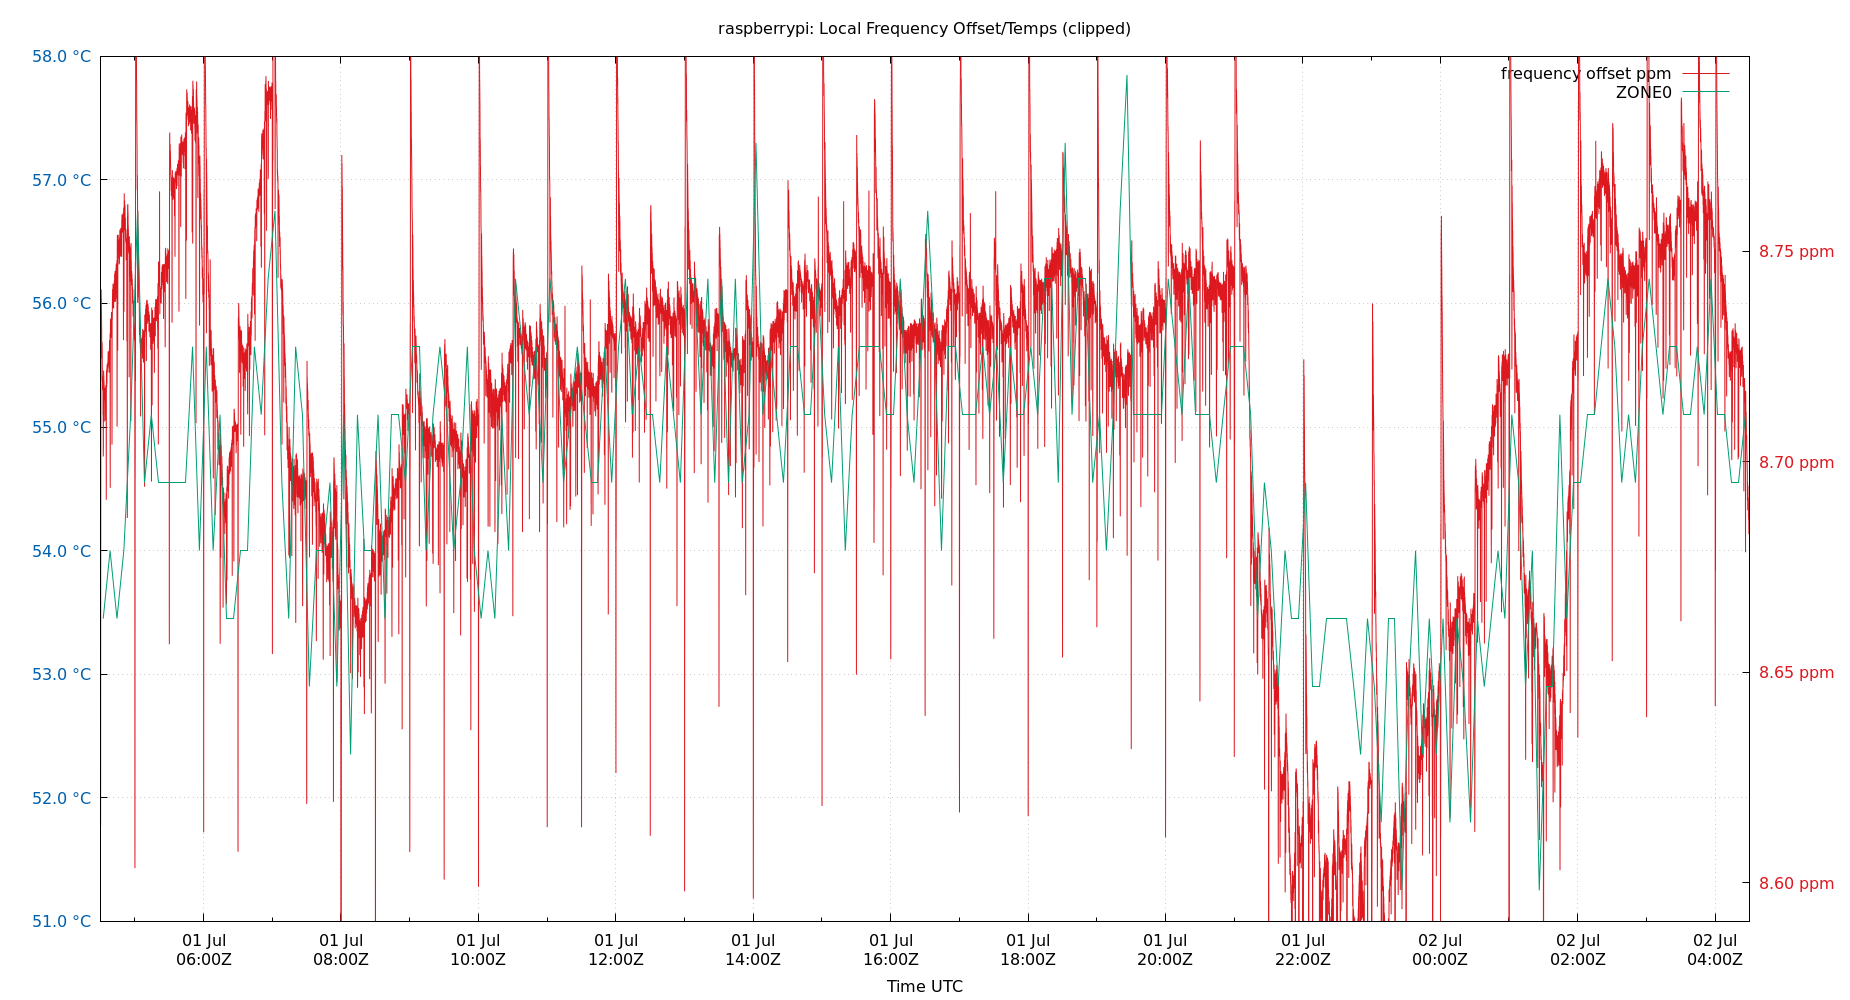 raspberrypi: Local Frequency Offset/Temps (clipped)
frequency offset ppm
ZONE0
58.0 °C
57.0 °C
56.0 °C
55.0 °C
54.0 °C
53.0 °C
52.0 °C
51.0 °C
8.75 ppm
8.70 ppm
8.65 ppm
8.60 ppm
01 Jul 01 Jul 01 Jul 01 Jul 01 Jul 01 Jul 01 Jul 01 Jul 01 Jul 02 Jul 02 Jul 02 Jul
06:00Z 08:00Z 10:00Z 12:00Z 14:00Z 16:00Z 18:00Z 20:00Z 22:00Z 00:00Z 02:00Z 04:00Z
Time UTC